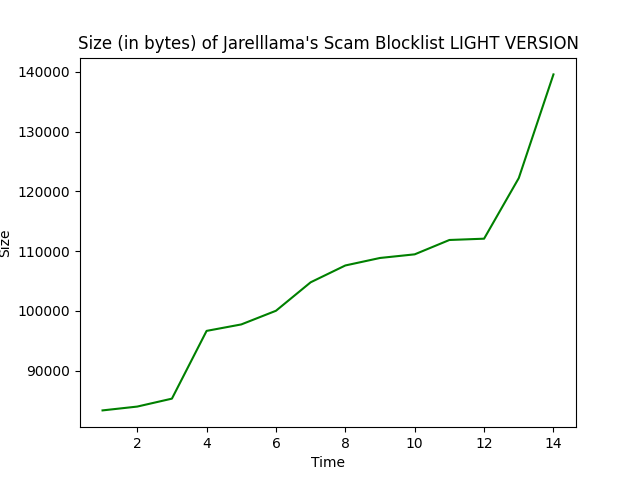 Size (in bytes) of Jarelllama's Scam Blocklist LIGHT VERSION
140000
130000
120000
110000
100000
90000
Size
2 4 6 8 10 12 14
Time